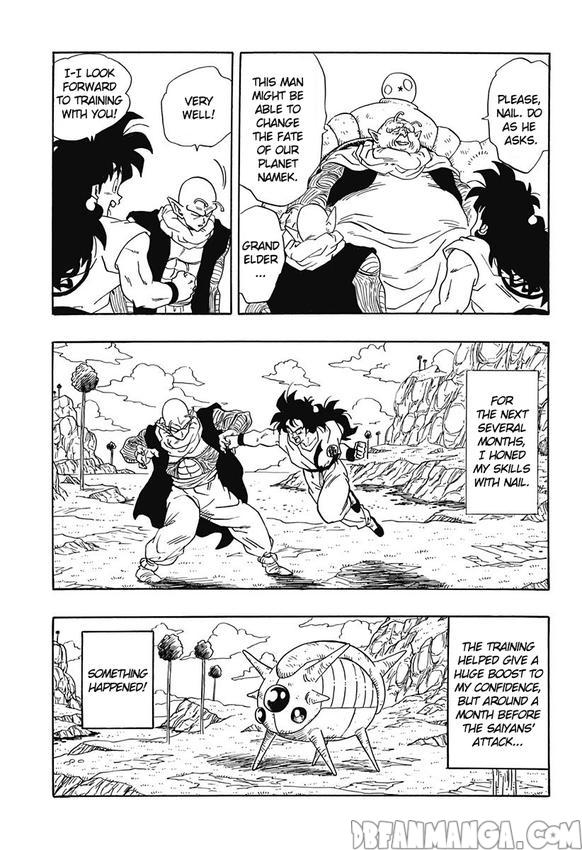 PLEASE,
NAIL. DO
AS HE
ASKS.
THIS MAN
MIGHT BE
ABLE TO
CHANGE
THE FATE
OF OUR
PLANET
NAMEK.
GRAND
ELDER
...
VERY
WELL!
I-I LOOK
FORWARD
TO TRAINING
WITH YOU!
FOR
THE NEXT
SEVERAL
MONTHS,
I HONED
MY SKILLS
WITH NAIL.
THE TRAINING
HELPED GIVE A
HUGE BOOST TO
MY CONFIDENCE,
BUT AROUND A
MONTH BEFORE
THE SAIYANS'
ATTACK...
SOMETHING
HAPPENED!
DBFANMANGA.COM